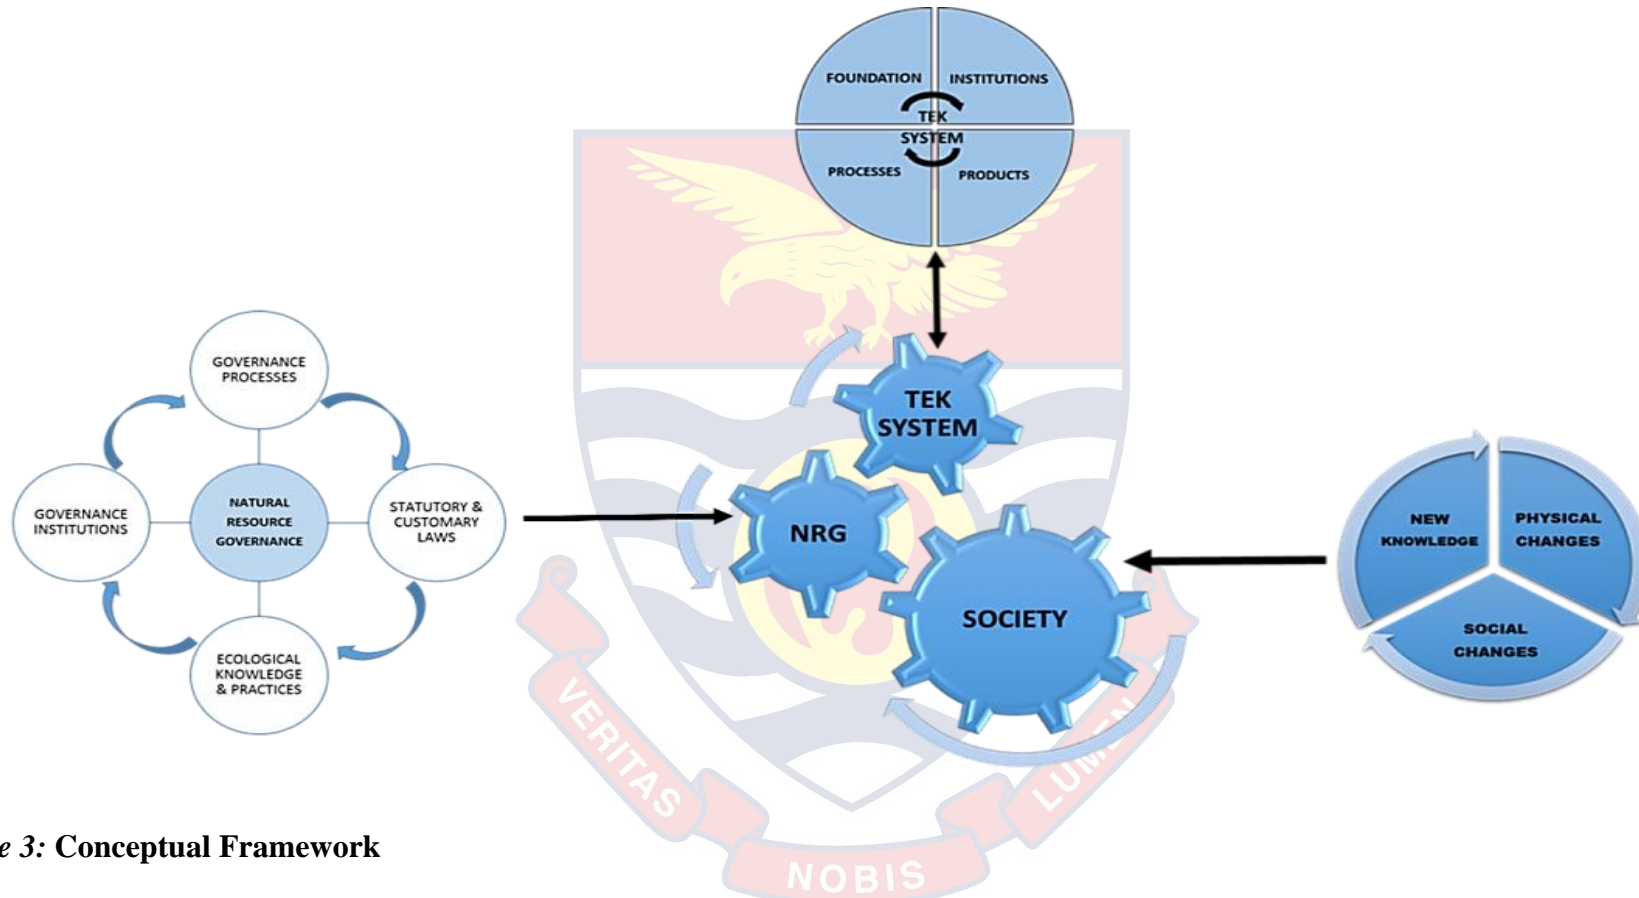 FOUNDATION
INSTITUTIONS
TEK
SYSTEM
PROCESSES
PRODUCTS
GOVERNANCE
PROCESSES
GOVERNANCE
INSTITUTIONS
NATURAL
RESOURCE
GOVERNANCE
STATUTORY &
CUSTOMARY
LAWS
ECOLOGICAL
KNOWLEDGE
& PRACTICES
TEK
SYSTEM
NRG
SOCIETY
NEW
KNOWLEDGE
PHYSICAL
CHANGES
SOCIAL
CHANGES
VERITAS
NOBIS
LUMEN
e 3: Conceptual Framework